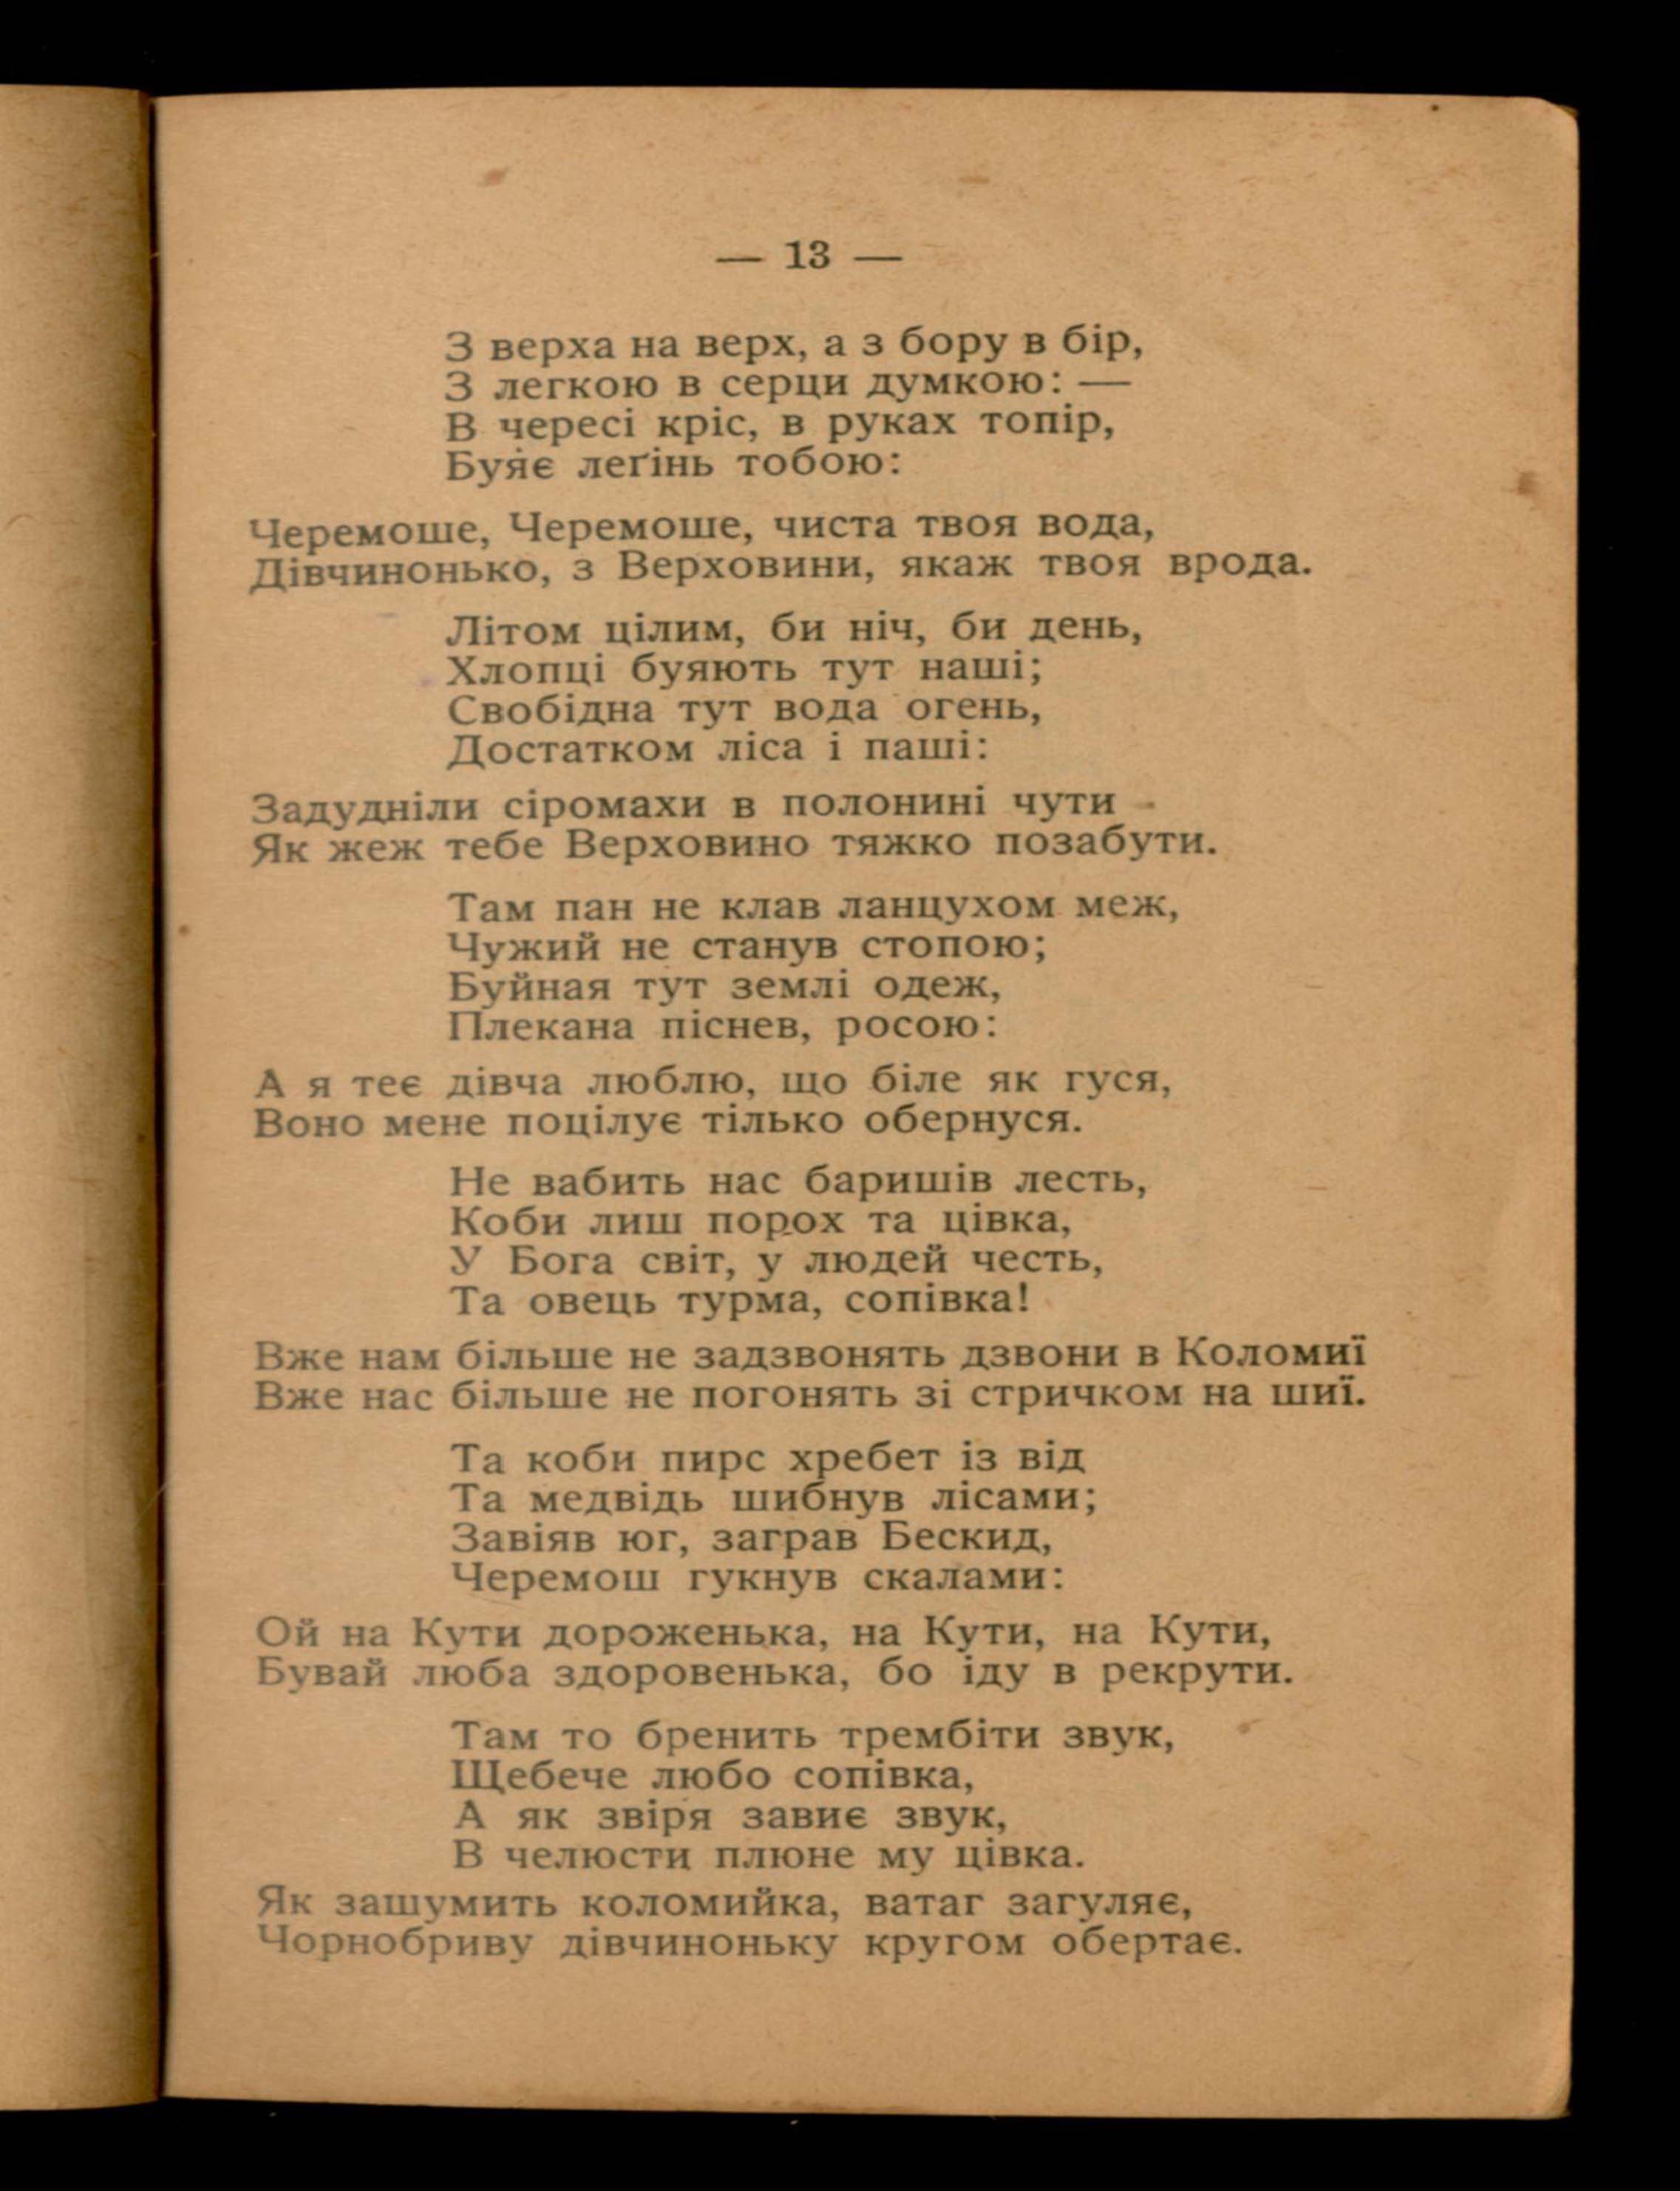 — 13 —
З верха на верх, а з бору в бір,
З легкою в серци думкою: —
В чересі кріс, в руках топір,
Буяє леґінь тобою:
Черемоше, Черемоше, чиста твоя вода,
Дівчинонько, з Верховини, якаж твоя врода.
Літом цілим, би ніч, би день,
Хлопці буяють тут наші;
Свобідна тут вода огень,
Достатком ліса і паші:
Задудніли сіромахи в полонині чути -
Як жеж тебе Верховино тяжко позабути.
Там пан не клав ланцухом меж,
Чужий не станув стопою;
Буйная тут землі одеж,
Плекана піснев, росою:
А я теє дівча люблю, що біле як гуся,
Воно мене поцілує тілько обернуся.
Не вабить нас баришів лесть,
Коби лиш порох та цівка,
У Бога світ, у людей честь,
Та овець турма, сопівка!
Вже нам більше не задзвонять дзвони в Коломиї
Вже нас більше не погонять зі стричком на шиї.
Та коби пирс хребет із від
Та медвідь шибнув лісами;
Завіяв юг, заграв Бескид,
Черемош гукнув скалами:
Ой на Кути дороженька, на Кути, на Кути,
Бувай люба здоровенька, бо іду в рекрути.
Там то бренить трембіти звук,
Щебече любо сопівка,
А як звіря завиє звук,
В челюсти плюне му цівка.
Як зашумить коломийка, ватаг загуляє,
Чорнобриву дівчиноньку кругом обертає.